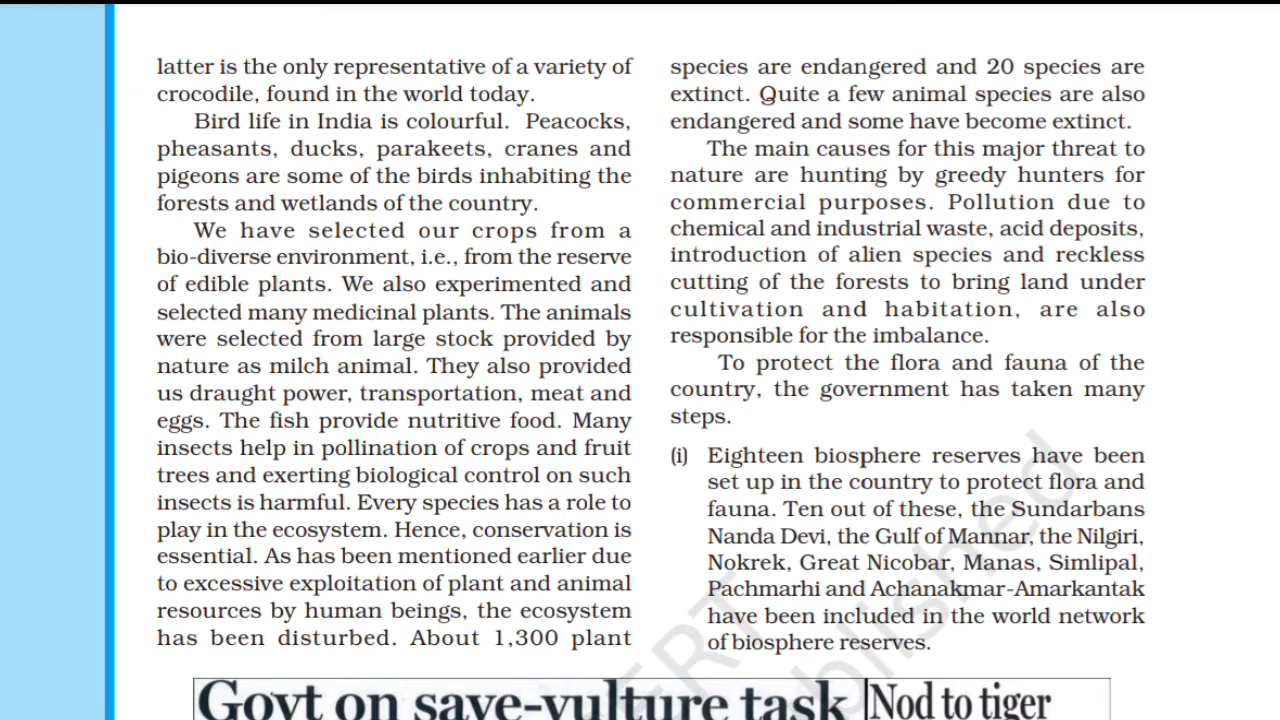 latter is the only representative of a variety of
crocodile, found in the world today.
Bird life in India is colourful. Peacocks,
pheasants, ducks, parakeets, cranes and
pigeons are some of the birds inhabiting the
forests and wetlands of the country.
We have selected our crops from a
bio-diverse environment, i.e., from the reserve
of edible plants. We also experimented and
selected many medicinal plants. The animals
were selected from large stock provided by
nature as milch animal. They also provided
us draught power, transportation, meat and
eggs. The fish provide nutritive food. Many
insects help in pollination of crops and fruit
trees and exerting biological control on such
insects is harmful. Every species has a role to
play in the ecosystem. Hence, conservation is
essential. As has been mentioned earlier due
to excessive exploitation of plant and animal
resources by human beings, the ecosystem
has been disturbed. About 1,300 plant
species are endangered and 20 species are
extinct. Quite a few animal species are also
endangered and some have become extinct.
The main causes for this major threat to
nature are hunting by greedy hunters for
commercial purposes. Pollution due to
chemical and industrial waste, acid deposits,
introduction of alien species and reckless
cutting of the forests to bring land under
cultivation and habitation, are also
responsible for the imbalance.
To protect the flora and fauna of the
country, the government has taken many
steps.
(i) Eighteen biosphere reserves have been
set up in the country to protect flora and
fauna. Ten out of these, the Sundarbans
Nanda Devi, the Gulf of Mannar, the Nilgiri,
Nokrek, Great Nicobar, Manas, Simlipal,
Pachmarhi and Achanakmar-Amarkantak
have been included in the world network
of biosphere reserves.
Govt on save-vulture task
Nod to tiger